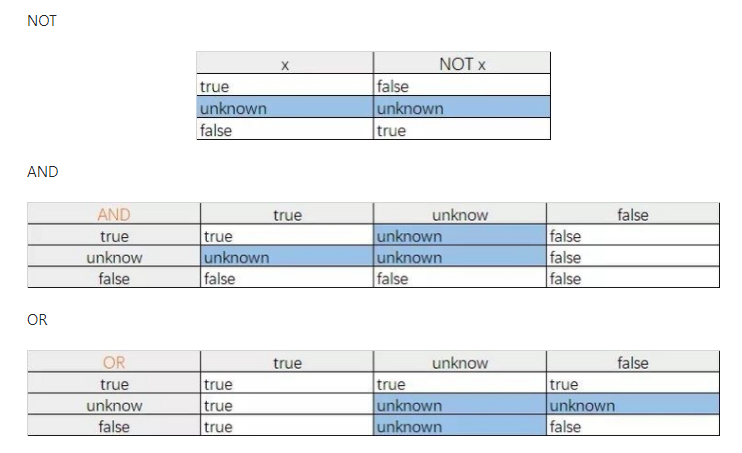 NOT
x NOT x
true false
unknown unknown
false true
AND
AND true unknow false
true true unknown false
unknow unknown unknown false
false false false false
OR
OR true unknow false
true true true true
unknow true unknown unknown
false true unknown false